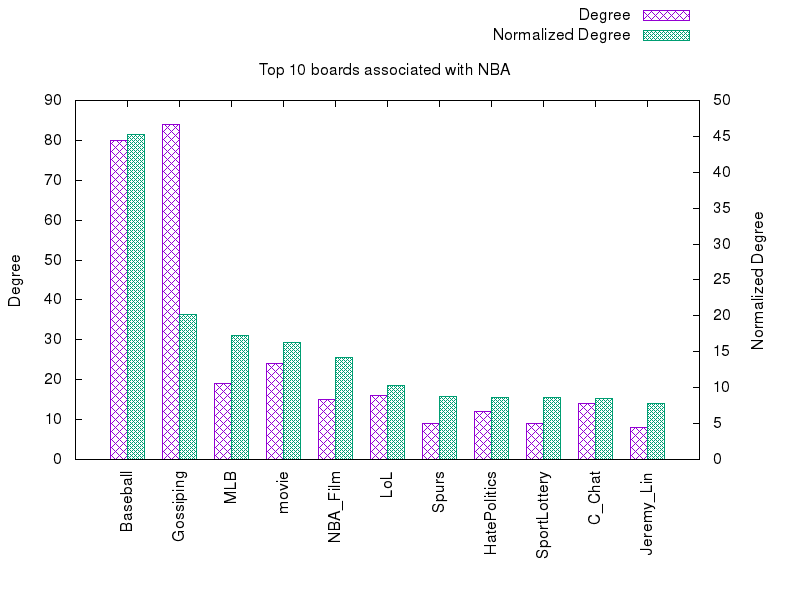 Degree
Normalized Degree
Top 10 boards associated with NBA
90
80
70
60
50
40
30
20
10
0
50
45
40
35
30
25
20
15
10
5
0
Degree
Normalized Degree
Baseball
Gossiping
MLB
movie
NBA_Film
LoL
Spurs
HatePolitics
SportLottery
C_Chat
Jeremy_Lin